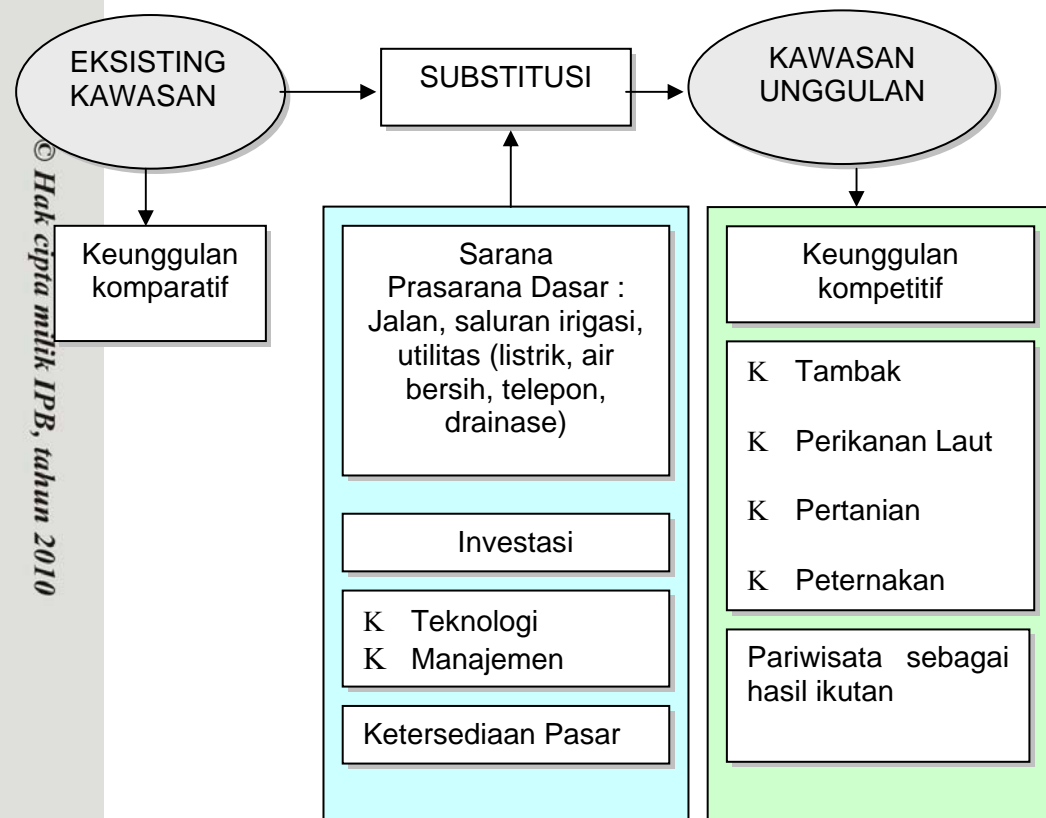 EKSISTING
KAWASAN
SUBSTITUSI
KAWASAN
UNGGULAN
© Hak cipta milik IPB, tahun 2010
Keunggulan
komparatif
Sarana
Prasarana Dasar :
Jalan, saluran irigasi,
utilitas (listrik, air
bersih, telepon,
drainase)
Investasi
K Teknologi
K Manajemen
Ketersediaan Pasar
Keunggulan
kompetitif
K Tambak
K Perikanan Laut
K Pertanian
K Peternakan
Pariwisata sebagai
hasil ikutan